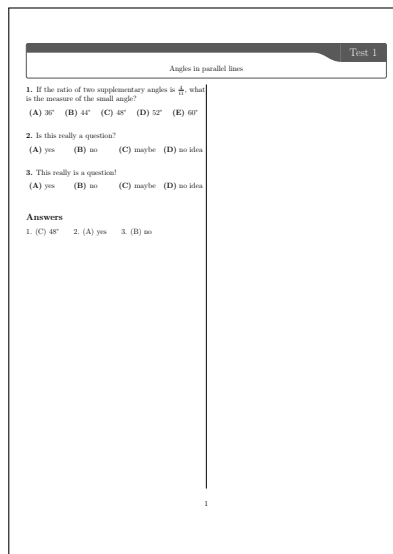 Test 1
Angles in parallel lines
1. If the ratio of two supplementary angles is 4/11, what
is the measure of the small angle?
(A) 36° (B) 44° (C) 48° (D) 52° (E) 60°
2. Is this really a question?
(A) yes (B) no (C) maybe (D) no idea
3. This really is a question!
(A) yes (B) no (C) maybe (D) no idea
Answers
1. (C) 48° 2. (A) yes 3. (B) no
1